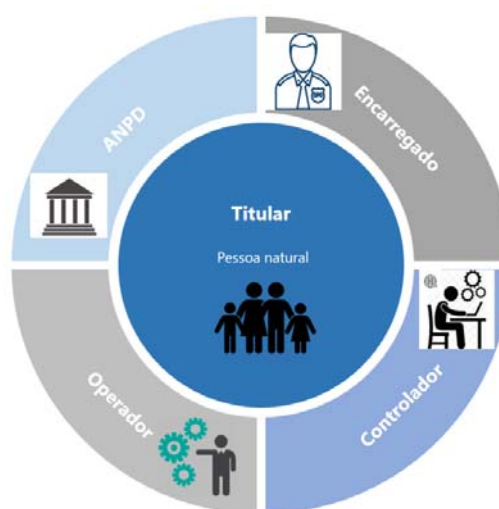 ANPD
Encarregado
Titular
Pessoa natural
Operador
Controlador